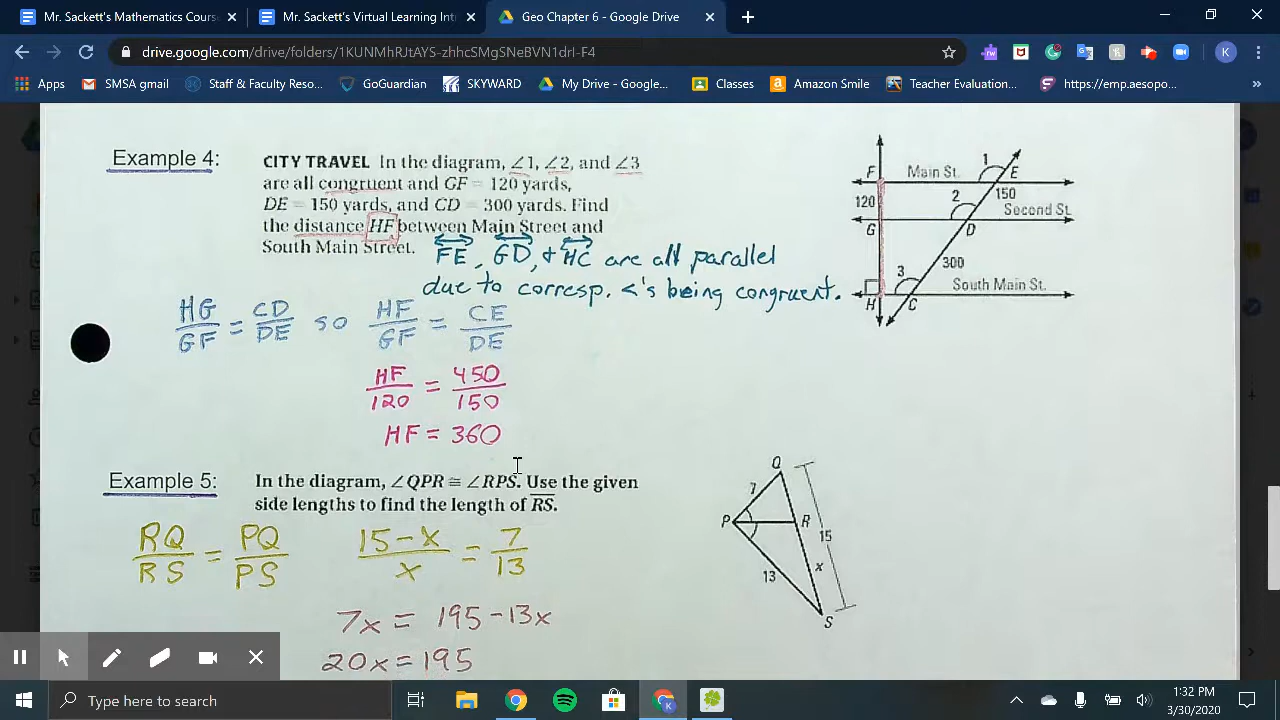 Mr. Sackett's Mathematics Course
Mr. Sackett's Virtual Learning Int
Geo Chapter 6 - Google Drive
drive.google.com/drive/folders/1KUNMhRJtAYS-zhhcSMgSNeBVN1drI-F4
Apps SMSA gmail Staff & Faculty Reso... GoGuardian SKYWARD My Drive - Google... Classes Amazon Smile Teacher Evaluation... https://emp.aesopo...
Example 4:
CITY TRAVEL In the diagram, ∠1, ∠2, and ∠3
are all congruent and GF = 120 yards,
DE = 150 yards, and CD = 300 yards. Find
the distance HF between Main Street and
South Main Street.
FE, GD, + HC are all parallel
due to corresp. <'s being congruent.
HG/GF = CD/DE so HF/GF = CE/DE
HF/120 = 450/150
HF = 360
1
F Main St. E
120 2 150
Second St.
G D
3 300
South Main St.
H C
Example 5:
In the diagram, ∠QPR ≅ ∠RPS. Use the given
side lengths to find the length of RS.
RQ/RS = PQ/PS 15-x/x = 7/13
7x = 195-13x
20x = 195
Q
7
P R 15
13 x
S
Type here to search
1:32 PM
3/30/2020
K